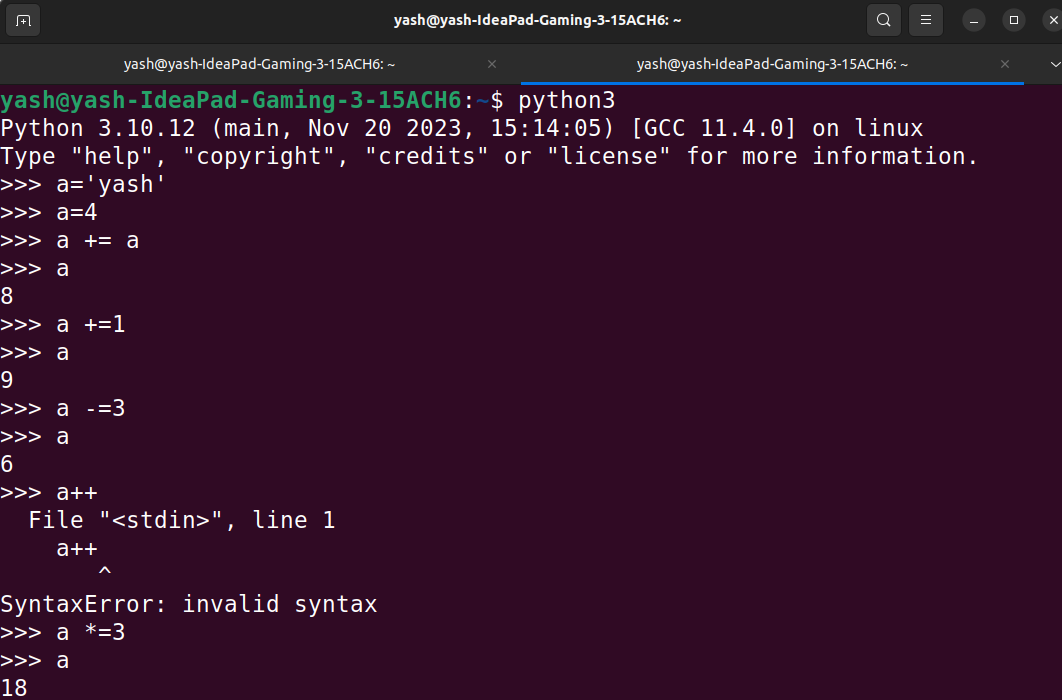 yash@yash-IdeaPad-Gaming-3-15ACH6: ~
yash@yash-IdeaPad-Gaming-3-15ACH6: ~
yash@yash-IdeaPad-Gaming-3-15ACH6: ~
yash@yash-IdeaPad-Gaming-3-15ACH6:~$ python3
Python 3.10.12 (main, Nov 20 2023, 15:14:05) [GCC 11.4.0] on linux
Type "help", "copyright", "credits" or "license" for more information.
>>> a='yash'
>>> a=4
>>> a += a
>>> a
8
>>> a +=1
>>> a
9
>>> a -=3
>>> a
6
>>> a++
  File "<stdin>", line 1
    a++
       ^
SyntaxError: invalid syntax
>>> a *=3
>>> a
18